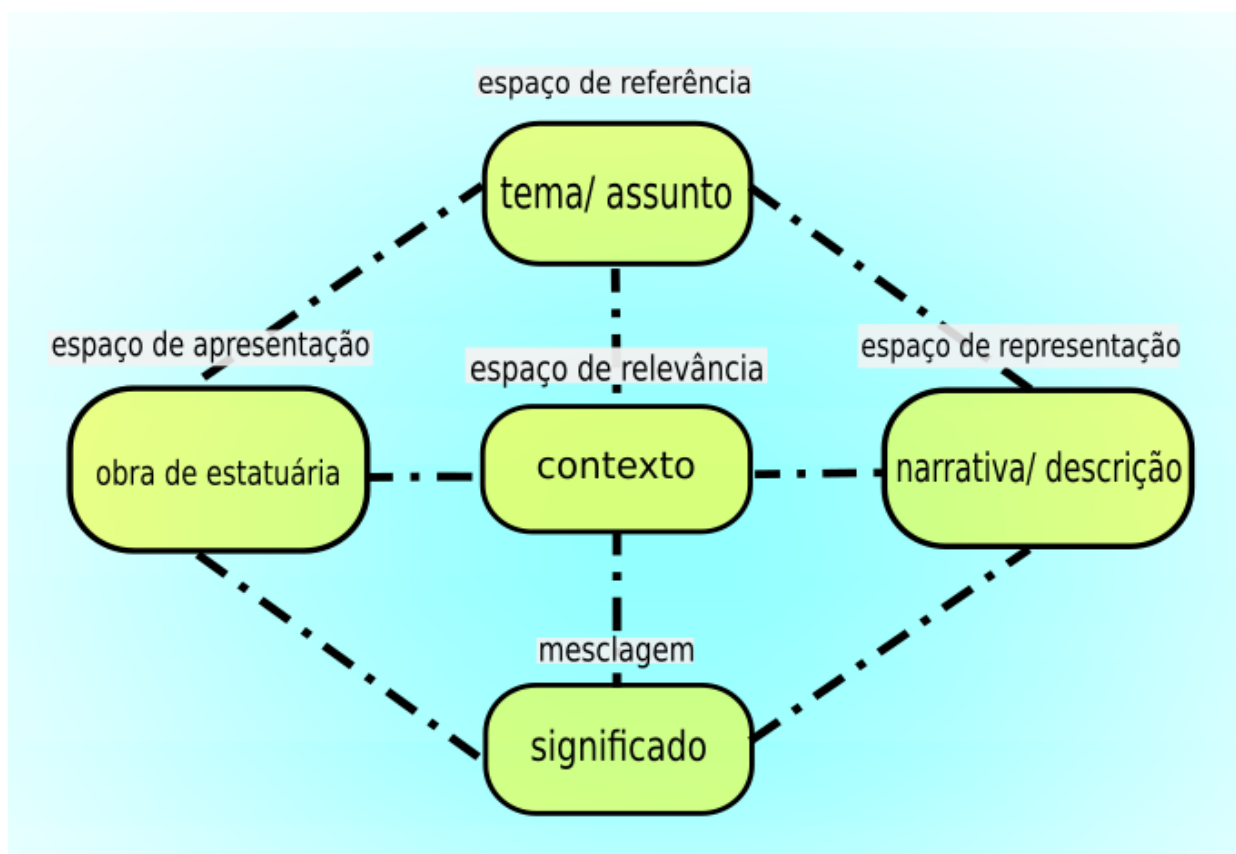 espaço de referência
tema/ assunto
espaço de apresentação
espaço de relevância
espaço de representação
obra de estatuária
contexto
narrativa/ descrição
mesclagem
significado